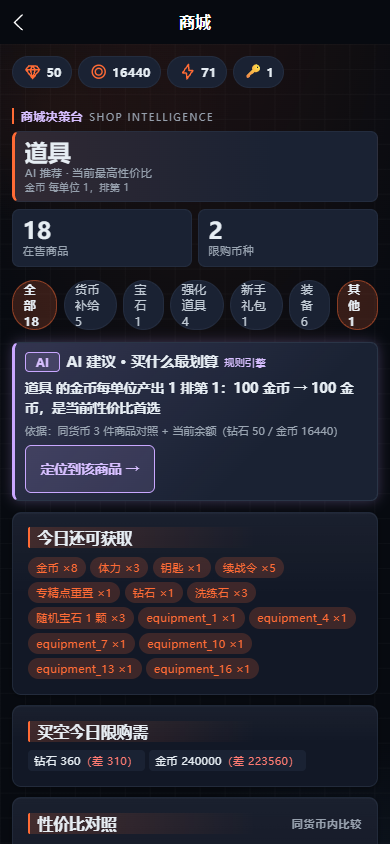 商城
50
16440
71
1
商城决策台 SHOP INTELLIGENCE
道具
AI 推荐 · 当前最高性价比
金币 每单位 1，排第 1
18
在售商品
2
限购币种
全部 18
货币补给 5
宝石 1
强化道具 4
新手礼包 1
装备 6
其他 1
AI AI 建议 · 买什么最划算 规则引擎
道具 的金币每单位产出 1 排第 1：100 金币 → 100 金
币，是当前性价比首选
依据：同货币 3 件商品对照 + 当前余额（钻石 50 / 金币 16440）
定位到该商品 →
今日还可获取
金币 ×8 体力 ×3 钥匙 ×1 续战令 ×5
专精点重置 ×1 钻石 ×1 洗练石 ×3
随机宝石 1 颗 ×3 equipment_1 ×1 equipment_4 ×1
equipment_7 ×1 equipment_10 ×1
equipment_13 ×1 equipment_16 ×1
买空今日限购需
钻石 360（差 310） 金币 240000（差 223560）
性价比对照 同货币内比较